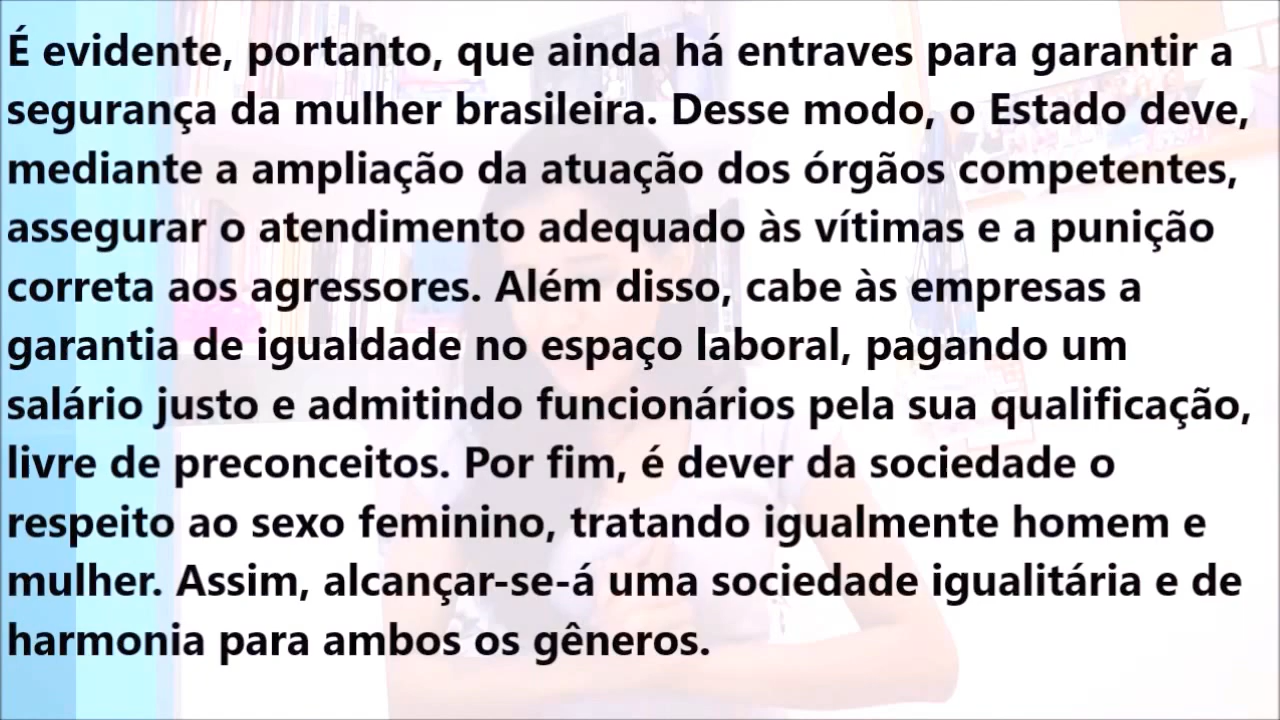 É evidente, portanto, que ainda há entraves para garantir a
segurança da mulher brasileira. Desse modo, o Estado deve,
mediante a ampliação da atuação dos órgãos competentes,
assegurar o atendimento adequado às vítimas e a punição
correta aos agressores. Além disso, cabe às empresas a
garantia de igualdade no espaço laboral, pagando um
salário justo e admitindo funcionários pela sua qualificação,
livre de preconceitos. Por fim, é dever da sociedade o
respeito ao sexo feminino, tratando igualmente homem e
mulher. Assim, alcançar-se-á uma sociedade igualitária e de
harmonia para ambos os gêneros.